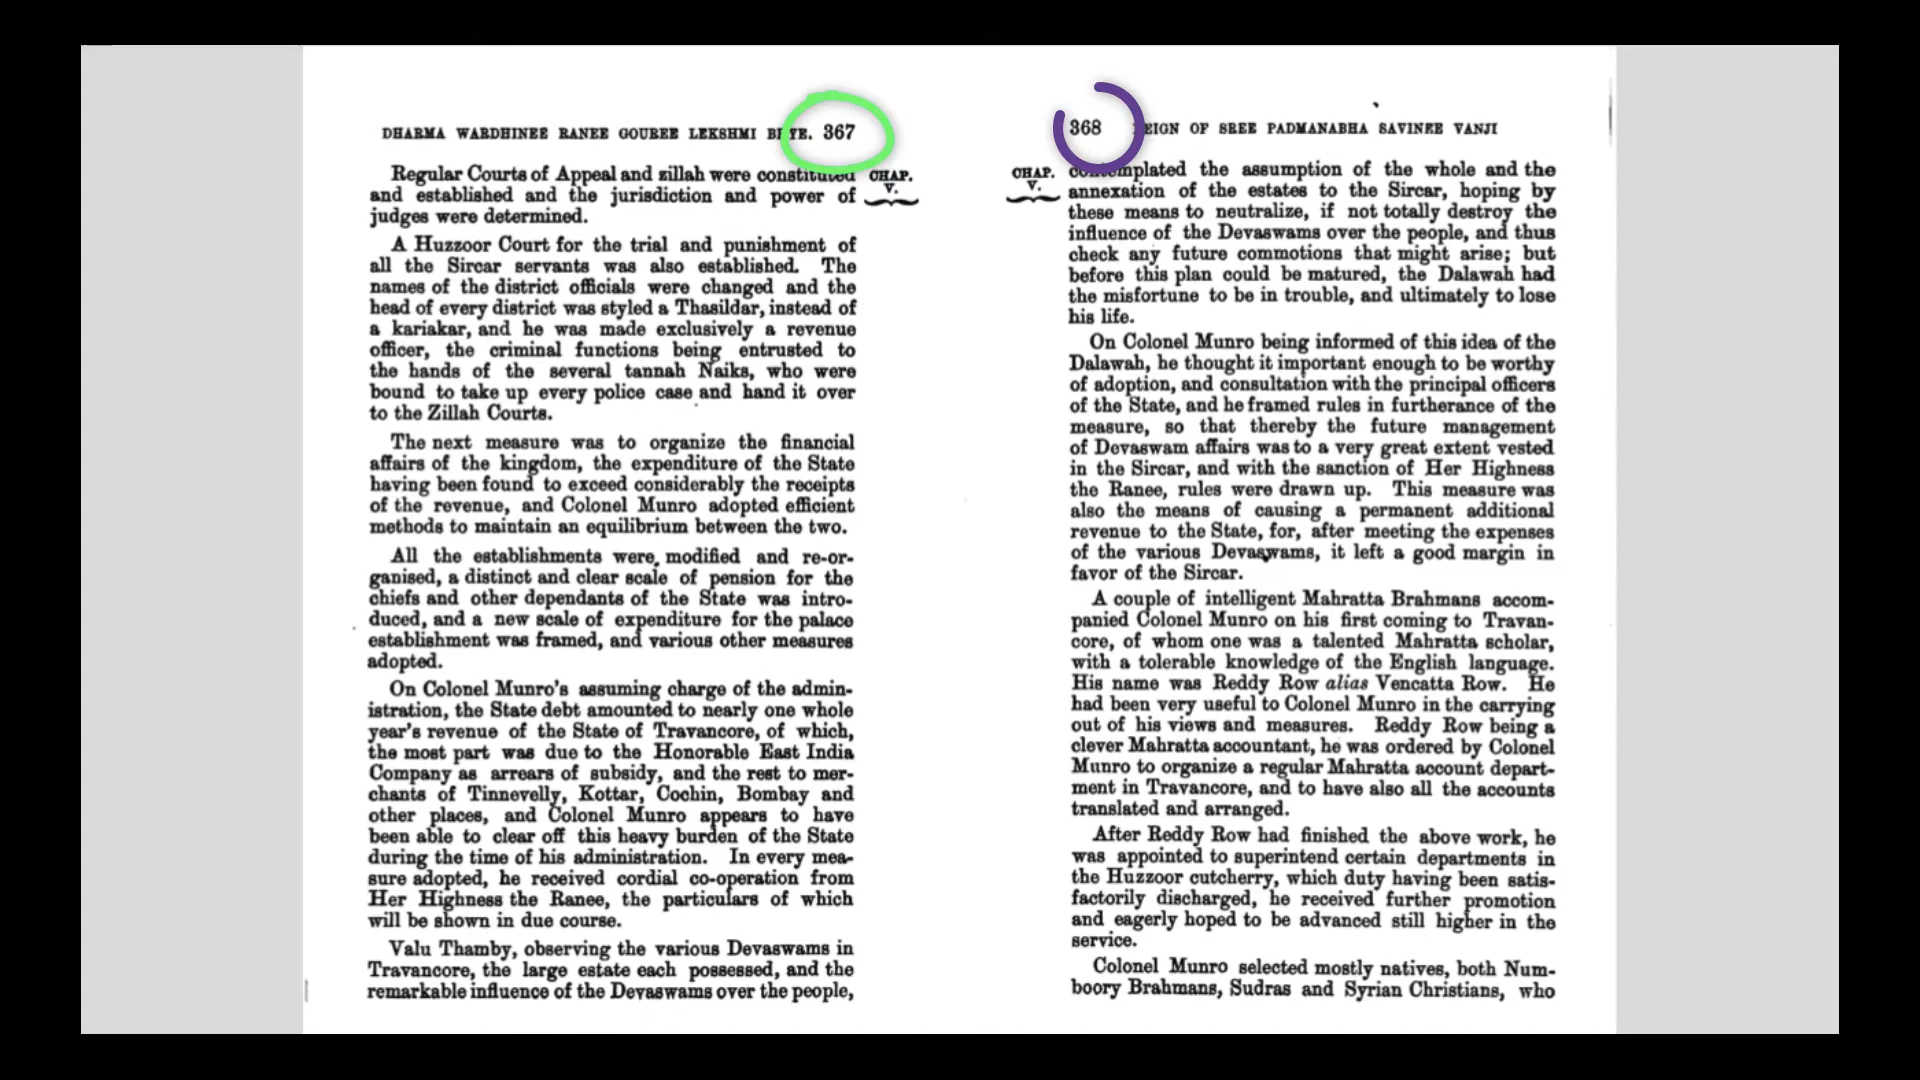 DHARMA WARDHINEE RANEE GOUREE LEKSHMI BHYE. 367
Regular Courts of Appeal and zillah were constituted
and established and the jurisdiction and power of
judges were determined.
CHAP.
V.
A Huzzoor Court for the trial and punishment of
all the Sircar servants was also established. The
names of the district officials were changed and the
head of every district was styled a Thasildar, instead of
a kariakar, and he was made exclusively a revenue
officer, the criminal functions being entrusted to
the hands of the several tannah Naiks, who were
bound to take up every police case and hand it over
to the Zillah Courts.
The next measure was to organize the financial
affairs of the kingdom, the expenditure of the State
having been found to exceed considerably the receipts
of the revenue, and Colonel Munro adopted efficient
methods to maintain an equilibrium between the two.
All the establishments were modified and re-or-
ganised, a distinct and clear scale of pension for the
chiefs and other dependants of the State was intro-
duced, and a new scale of expenditure for the palace
establishment was framed, and various other measures
adopted.
On Colonel Munro's assuming charge of the admin-
istration, the State debt amounted to nearly one whole
year's revenue of the State of Travancore, of which,
the most part was due to the Honorable East India
Company as arrears of subsidy, and the rest to mer-
chants of Tinnevelly, Kottar, Cochin, Bombay and
other places, and Colonel Munro appears to have
been able to clear off this heavy burden of the State
during the time of his administration. In every mea-
sure adopted, he received cordial co-operation from
Her Highness the Ranee, the particulars of which
will be shown in due course.
Valu Thamby, observing the various Devaswams in
Travancore, the large estate each possessed, and the
remarkable influence of the Devaswams over the people,
368 REIGN OF SREE PADMANABHA SAVINEE VANJI
CHAP.
V.
contemplated the assumption of the whole and the
annexation of the estates to the Sircar, hoping by
these means to neutralize, if not totally destroy the
influence of the Devaswams over the people, and thus
check any future commotions that might arise; but
before this plan could be matured, the Dalawah had
the misfortune to be in trouble, and ultimately to lose
his life.
On Colonel Munro being informed of this idea of the
Dalawah, he thought it important enough to be worthy
of adoption, and consultation with the principal officers
of the State, and he framed rules in furtherance of the
measure, so that thereby the future management
of Devaswam affairs was to a very great extent vested
in the Sircar, and with the sanction of Her Highness
the Ranee, rules were drawn up. This measure was
also the means of causing a permanent additional
revenue to the State, for, after meeting the expenses
of the various Devaswams, it left a good margin in
favor of the Sircar.
A couple of intelligent Mahratta Brahmans accom-
panied Colonel Munro on his first coming to Travan-
core, of whom one was a talented Mahratta scholar,
with a tolerable knowledge of the English language.
His name was Reddy Row alias Vencatta Row. He
had been very useful to Colonel Munro in the carrying
out of his views and measures. Reddy Row being a
clever Mahratta accountant, he was ordered by Colonel
Munro to organize a regular Mahratta account depart-
ment in Travancore, and to have also all the accounts
translated and arranged.
After Reddy Row had finished the above work, he
was appointed to superintend certain departments in
the Huzzoor cutcherry, which duty having been satis-
factorily discharged, he received further promotion
and eagerly hoped to be advanced still higher in the
service.
Colonel Munro selected mostly natives, both Num-
boory Brahmans, Sudras and Syrian Christians, who